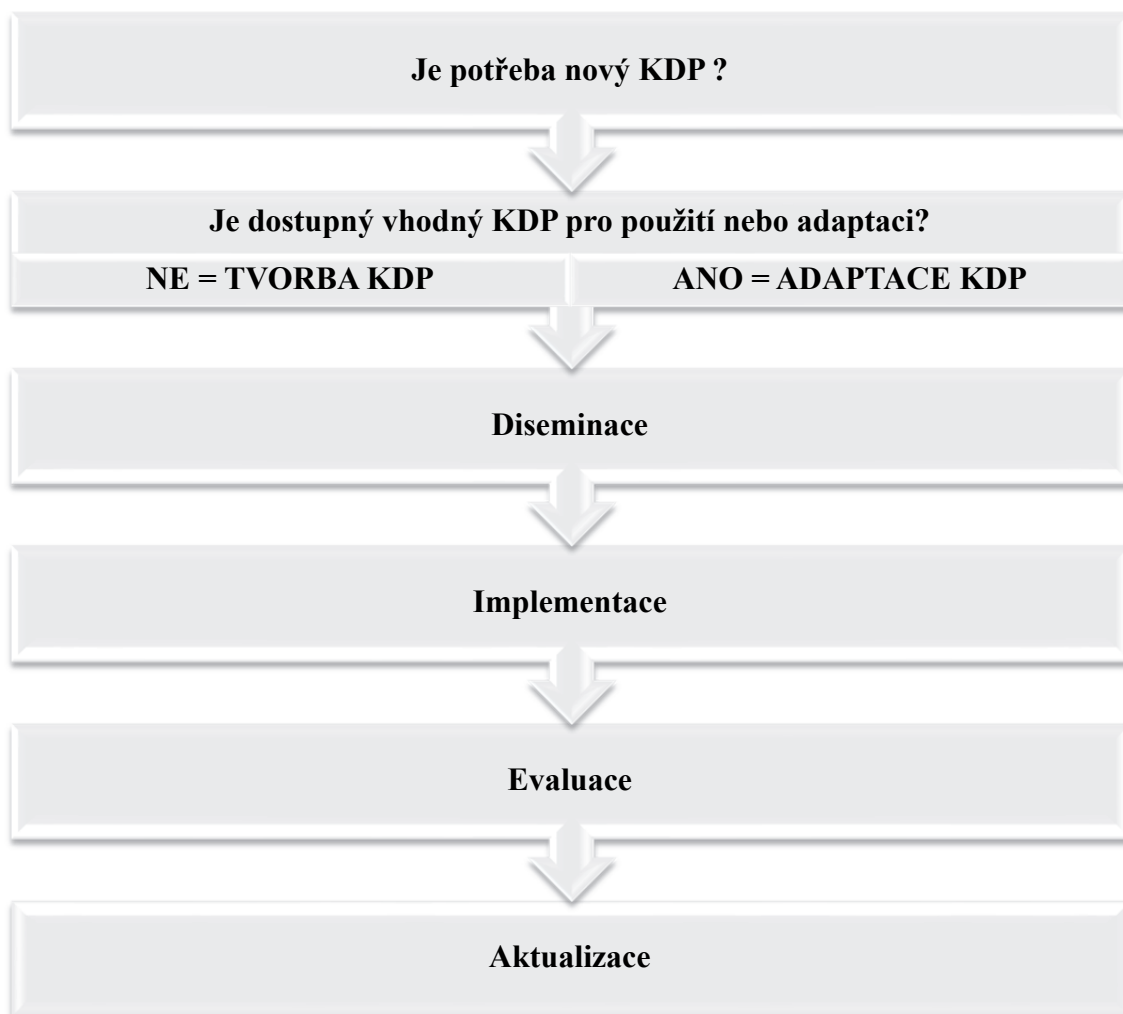 Je potřeba nový KDP ?
Je dostupný vhodný KDP pro použití nebo adaptaci?
NE = TVORBA KDP
ANO = ADAPTACE KDP
Diseminace
Implementace
Evaluace
Aktualizace